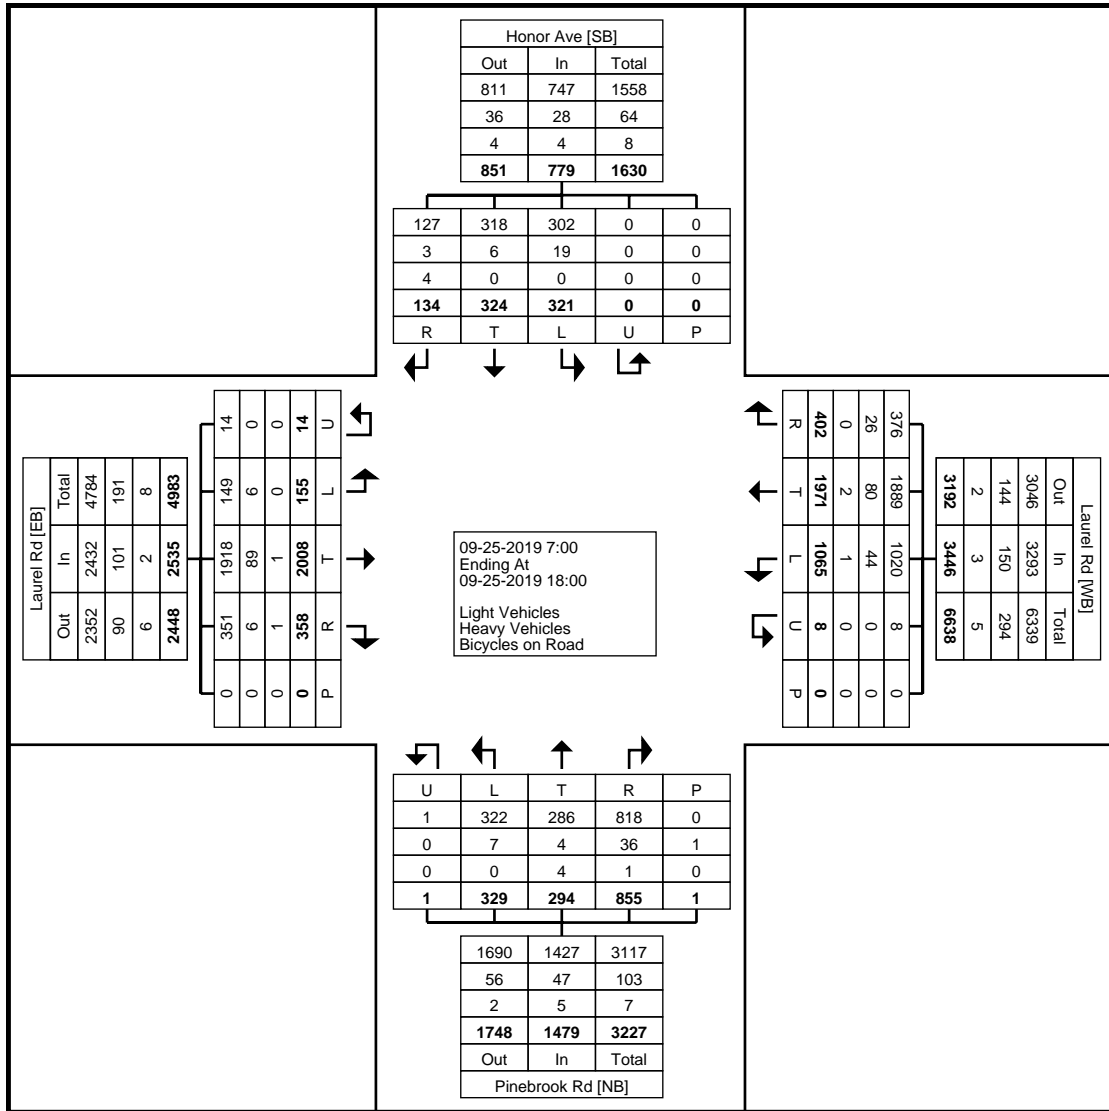 Honor Ave [SB]
Out In Total
811 747 1558
36 28 64
4 4 8
851 779 1630
127 318 302 0 0
3 6 19 0 0
4 0 0 0 0
134 324 321 0 0
R T L U P
Laurel Rd [EB]
Total In Out
4784 2432 2352
191 101 90
8 2 6
4983 2535 2448
14 149 1918 351 0
0 6 89 6 0
0 0 1 1 0
14 155 2008 358 0
U L T R P
09-25-2019 7:00
Ending At
09-25-2019 18:00
Light Vehicles
Heavy Vehicles
Bicycles on Road
Laurel Rd [WB]
Out In Total
3046 3293 6339
144 150 294
2 3 5
3192 3446 6638
376 1889 1020 8 0
26 80 44 0 0
0 2 1 0 0
402 1971 1065 8 0
R T L U P
U L T R P
1 322 286 818 0
0 7 4 36 1
0 0 4 1 0
1 329 294 855 1
1690 1427 3117
56 47 103
2 5 7
1748 1479 3227
Out In Total
Pinebrook Rd [NB]